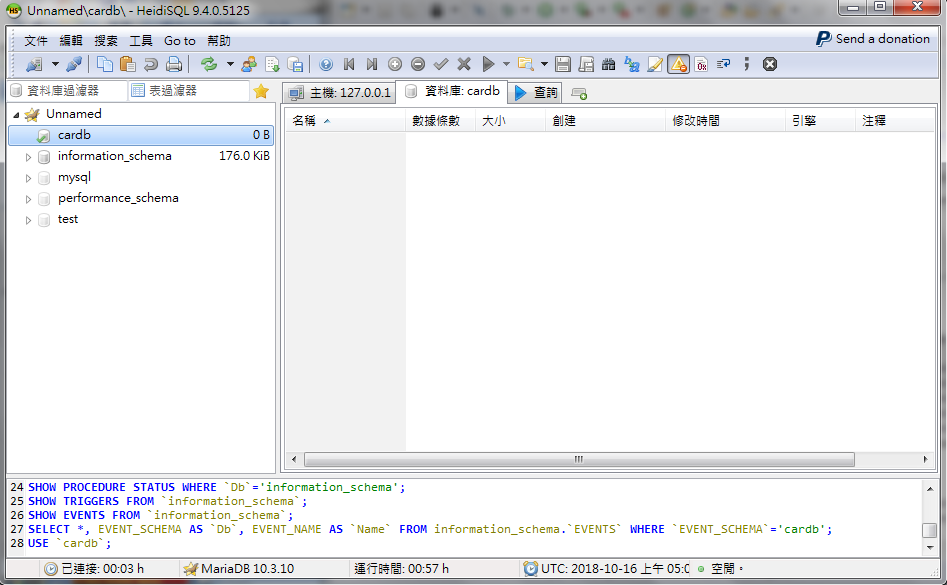 Unnamed\cardb\ - HeidiSQL 9.4.0.5125
文件 編輯 搜索 工具 Go to 幫助 Send a donation
資料庫過濾器 表過濾器 主機: 127.0.0.1 資料庫: cardb 查詢
Unnamed
cardb 0 B
information_schema 176.0 KiB
mysql
performance_schema
test
名稱 數據條數 大小 創建 修改時間 引擎 注釋
24 SHOW PROCEDURE STATUS WHERE `Db`='information_schema';
25 SHOW TRIGGERS FROM `information_schema`;
26 SHOW EVENTS FROM `information_schema`;
27 SELECT *, EVENT_SCHEMA AS `Db`, EVENT_NAME AS `Name` FROM information_schema.`EVENTS` WHERE `EVENT_SCHEMA`='cardb';
28 USE `cardb`;
已連接: 00:03 h MariaDB 10.3.10 運行時間: 00:57 h UTC: 2018-10-16 上午 05:0 空閒。